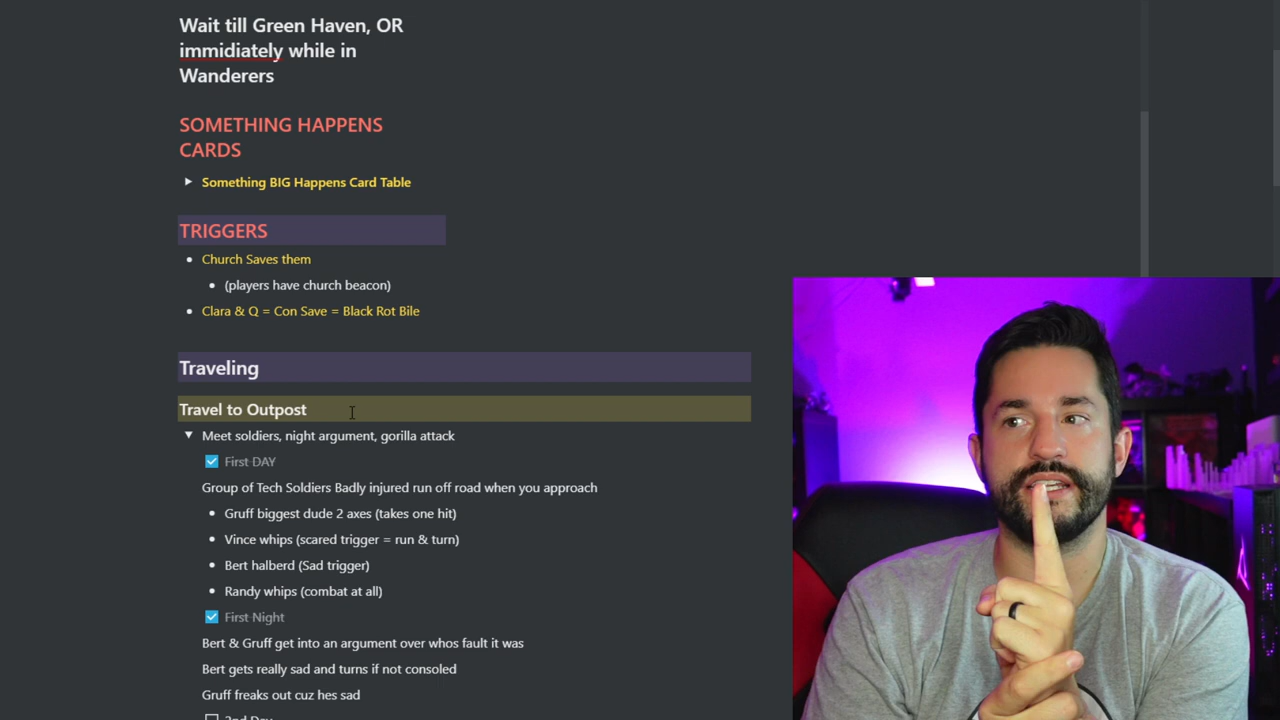 Wait till Green Haven, OR
immidiately while in
Wanderers
SOMETHING HAPPENS
CARDS
Something BIG Happens Card Table
TRIGGERS
Church Saves them
(players have church beacon)
Clara & Q = Con Save = Black Rot Bile
Traveling
Travel to Outpost
Meet soldiers, night argument, gorilla attack
First DAY
Group of Tech Soldiers Badly injured run off road when you approach
Gruff biggest dude 2 axes (takes one hit)
Vince whips (scared trigger = run & turn)
Bert halberd (Sad trigger)
Randy whips (combat at all)
First Night
Bert & Gruff get into an argument over whos fault it was
Bert gets really sad and turns if not consoled
Gruff freaks out cuz hes sad
2nd Day